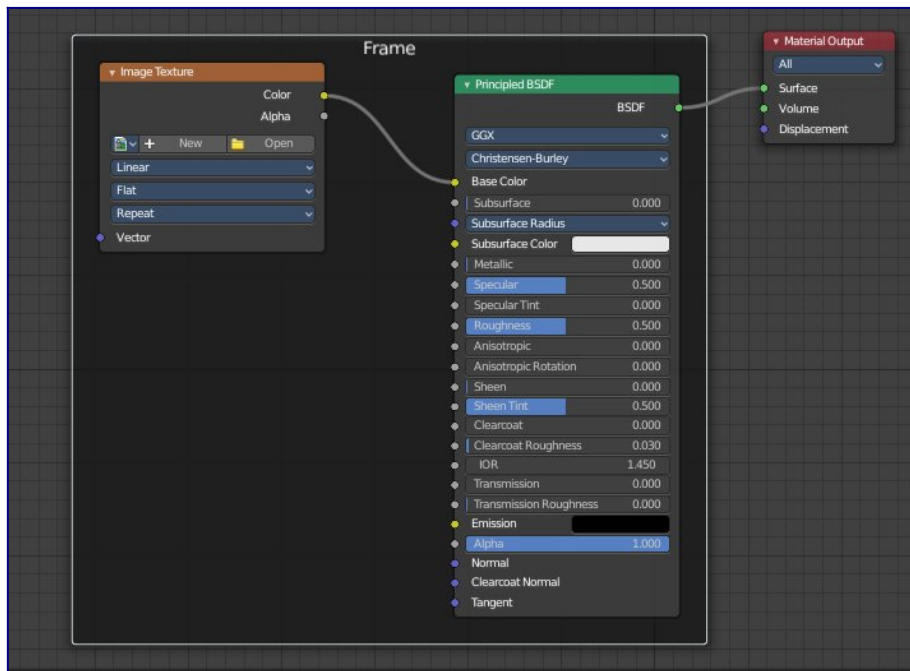 Frame
Image Texture
Color
Alpha
New Open
Linear
Flat
Repeat
Vector
Principled BSDF
BSDF
GGX
Christensen-Burley
Base Color
Subsurface 0.000
Subsurface Radius
Subsurface Color
Metallic 0.000
Specular 0.500
Specular Tint 0.000
Roughness 0.500
Anisotropic 0.000
Anisotropic Rotation 0.000
Sheen 0.000
Sheen Tint 0.500
Clearcoat 0.000
Clearcoat Roughness 0.030
IOR 1.450
Transmission 0.000
Transmission Roughness 0.000
Emission
Alpha 1.000
Normal
Clearcoat Normal
Tangent
Material Output
All
Surface
Volume
Displacement